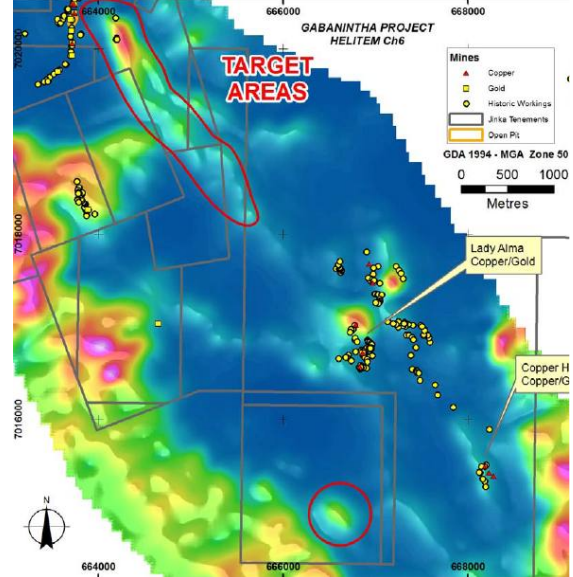 664000
666000
668000
GABANINTHA PROJECT
HELITEM Ch6
TARGET
AREAS
Mines
Copper
Gold
Historic Workings
Jinka Tenements
Open Pit
GDA 1994 - MGA Zone 50
0 500 1000
Metres
7020000
7018000
7016000
Lady Alma
Copper/Gold
Copper H
Copper/G
N
664000
666000
668000